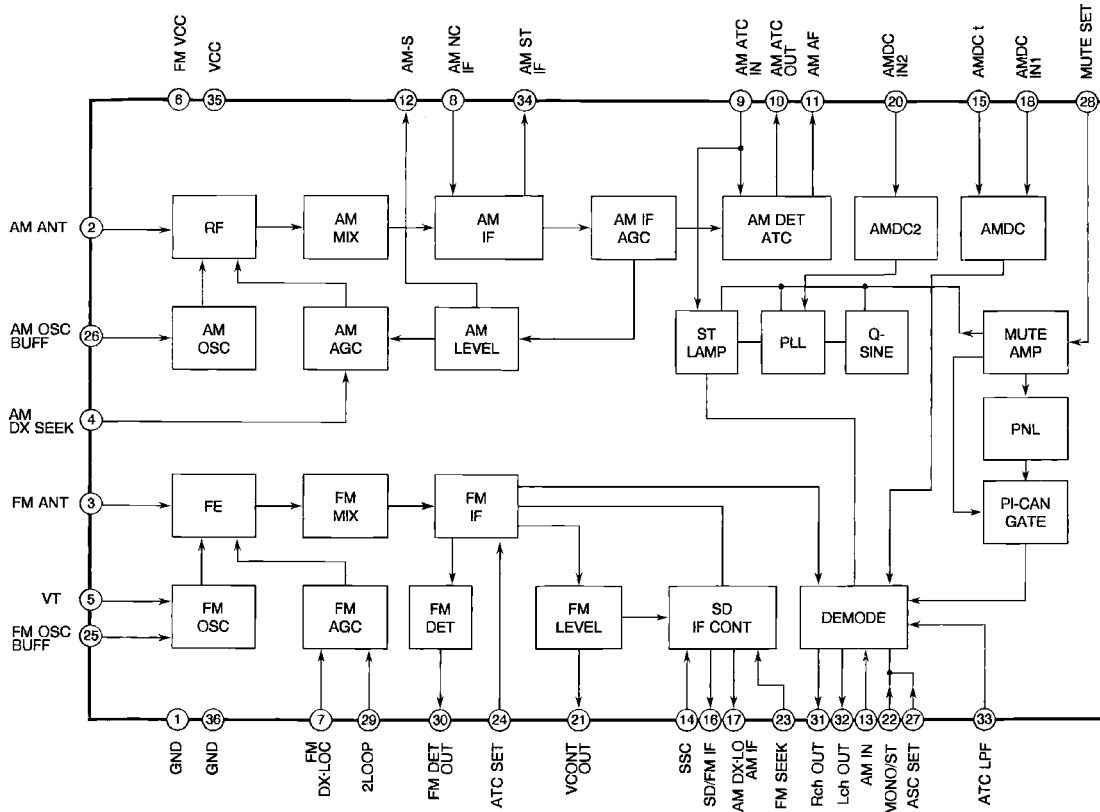 FM VCC
VCC
AM-S
AM NC
IF
AM ST
IF
AM ATC
IN
AM ATC
OUT
AM AF
AMDC
IN2
AMDC t
AMDC
IN1
MUTE SET
6
35
12
8
34
9
10
11
20
15
18
28
AM ANT
2
RF
AM
MIX
AM
IF
AM IF
AGC
AM DET
ATC
AMDC2
AMDC
AM OSC
BUFF
26
AM
OSC
AM
AGC
AM
LEVEL
ST
LAMP
PLL
Q-
SINE
MUTE
AMP
AM
DX SEEK
4
PNL
FM ANT
3
FE
FM
MIX
FM
IF
PI-CAN
GATE
VT
5
FM OSC
BUFF
25
FM
OSC
FM
AGC
FM
DET
FM
LEVEL
SD
IF CONT
DEMODE
1
36
7
29
30
24
21
14
16
17
23
31
32
13
22
27
33
GND
GND
FM
DX-LOC
2LOOP
FM DET
OUT
ATC SET
VCONT
OUT
SSC
SD/FM IF
AM DX-LO
AM IF
FM SEEK
Rch OUT
Lch OUT
AM IN
MONO/ST
ASC SET
ATC LPF